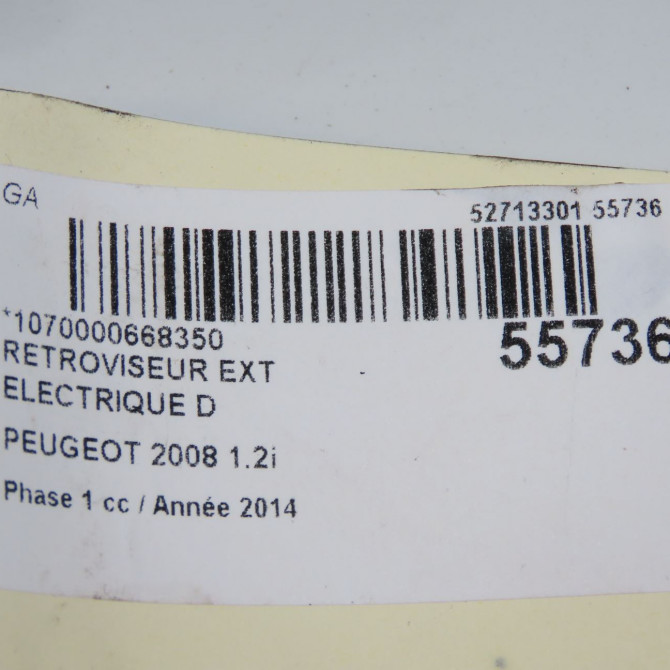 GA
52713301 55736
*1070000668350
55736
RETROVISEUR EXT
ELECTRIQUE D
PEUGEOT 2008 1.2i
Phase 1 cc / Année 2014